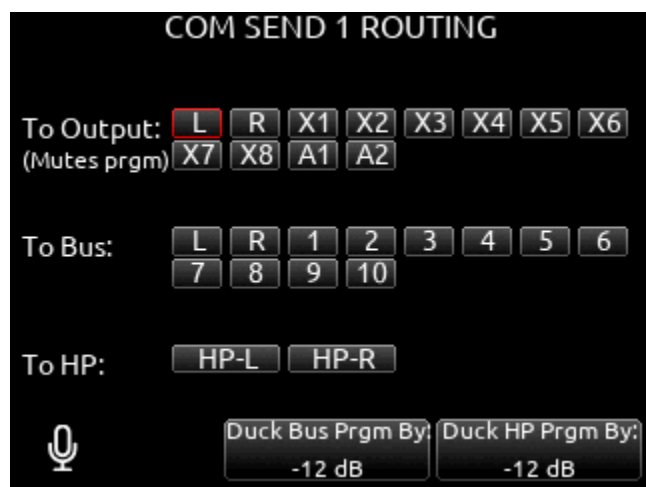 COM SEND 1 ROUTING
To Output: L R X1 X2 X3 X4 X5 X6
(Mutes prgm) X7 X8 A1 A2
To Bus: L R 1 2 3 4 5 6
7 8 9 10
To HP: HP-L HP-R
Duck Bus Prgm By: Duck HP Prgm By:
-12 dB -12 dB